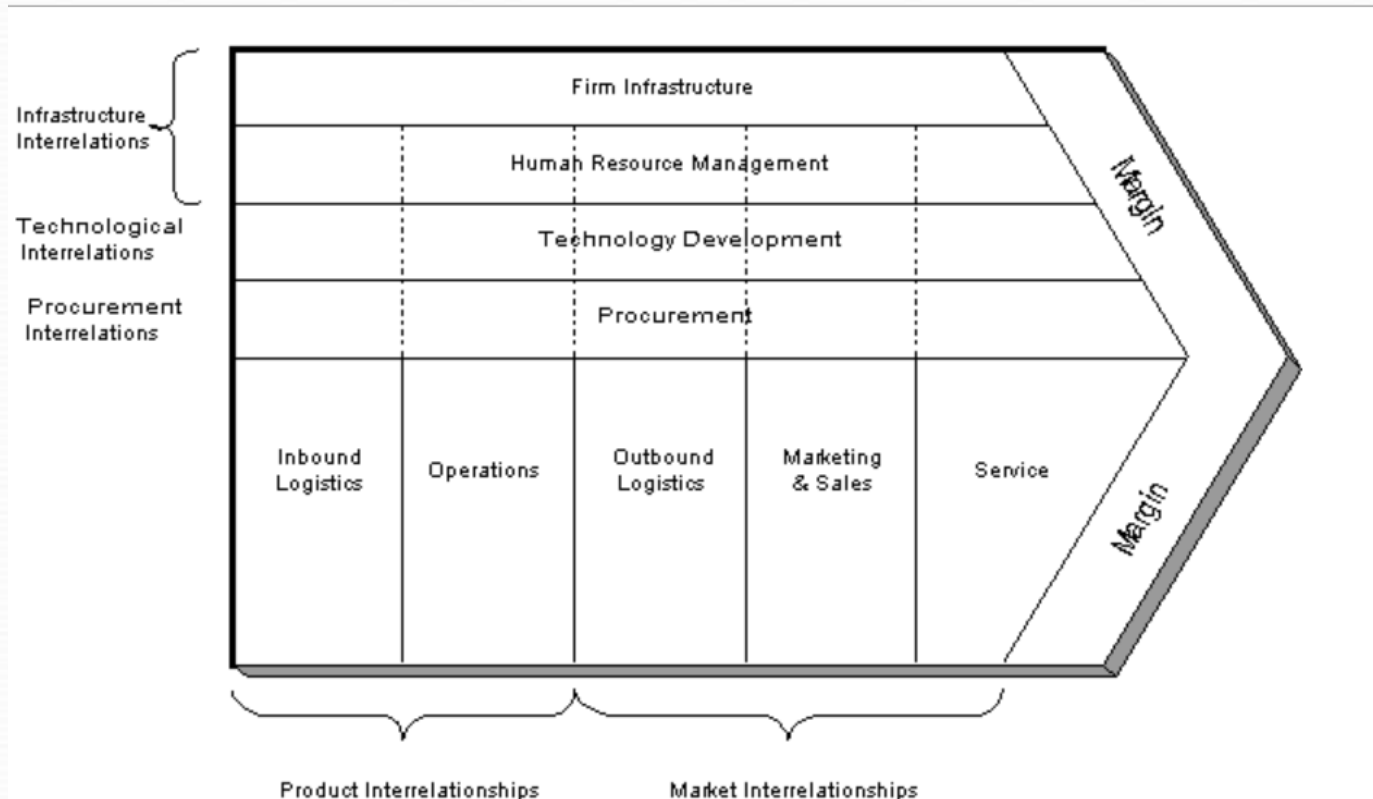 Firm Infrastructure
Infrastructure
Interrelations
Human Resource Management
Margin
Technological
Interrelations
Technology Development
Procurement
Interrelations
Procurement
Inbound
Logistics
Operations
Outbound
Logistics
Marketing
& Sales
Service
Margin
Product Interrelationships
Market Interrelationships